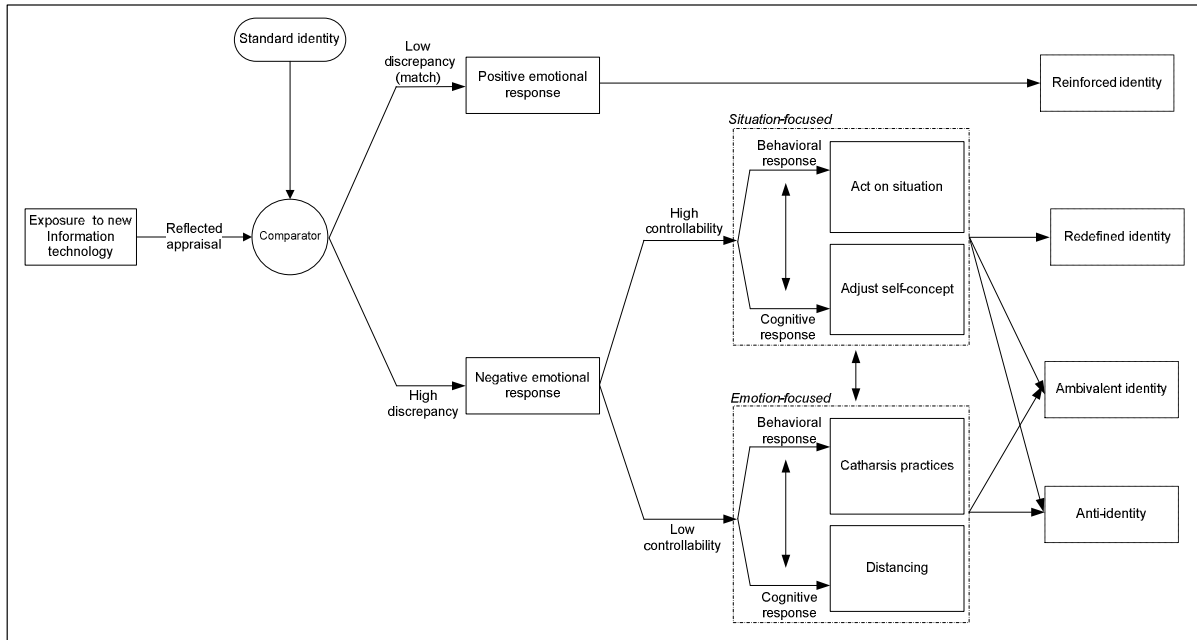 Standard identity
Low
discrepancy
(match)
Positive emotional
response
Reinforced identity
Situation-focused
Behavioral
response
Act on situation
Exposure to new
Information
technology
Reflected
appraisal
Comparator
High
controllability
Redefined identity
Adjust self-concept
Cognitive
response
Negative emotional
response
High
discrepancy
Ambivalent identity
Emotion-focused
Behavioral
response
Catharsis practices
Anti-identity
Low
controllability
Distancing
Cognitive
response